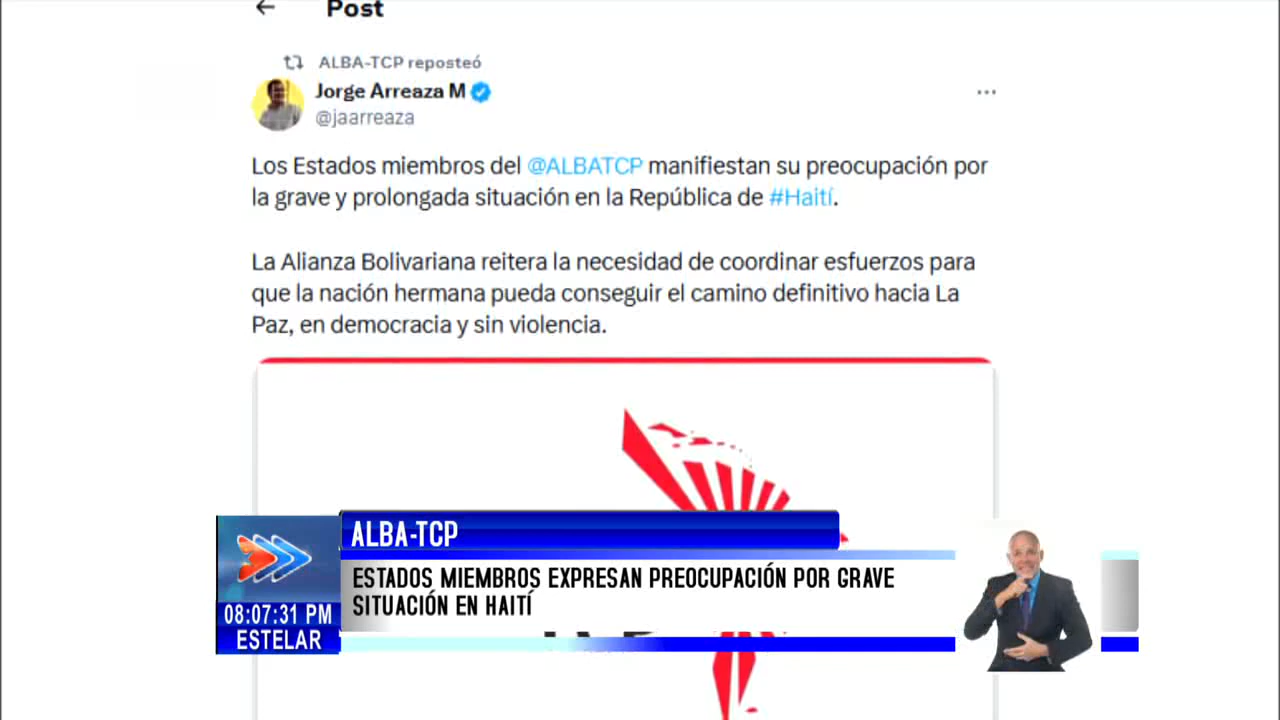 Post
ALBA-TCP reposteó
Jorge Arreaza M
@jaarreaza
Los Estados miembros del @ALBATCP manifiestan su preocupación por
la grave y prolongada situación en la República de #Haití.
La Alianza Bolivariana reitera la necesidad de coordinar esfuerzos para
que la nación hermana pueda conseguir el camino definitivo hacia La
Paz, en democracia y sin violencia.
ALBA-TCP
ESTADOS MIEMBROS EXPRESAN PREOCUPACIÓN POR GRAVE
SITUACIÓN EN HAITÍ
08:07:31 PM
ESTELAR